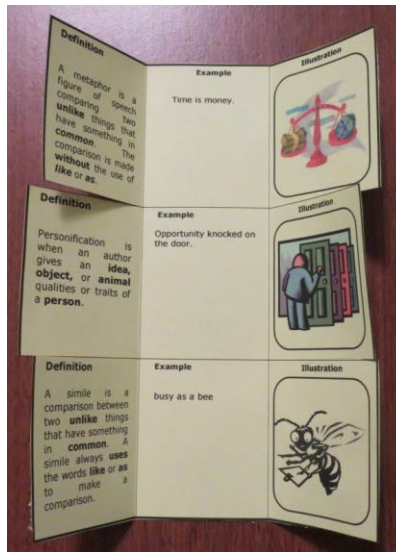 Definition
A metaphor is a
figure of speech
comparing two
unlike things that
have something in
common. The
comparison is made
without the use of
like or as.
Example
Time is money.
Illustration
Definition
Personification is
when an author
gives an idea,
object, or animal
qualities or traits of
a person.
Example
Opportunity knocked on
the door.
Illustration
Definition
A simile is a
comparison between
two unlike things
that have something
in common. A
simile always uses
the words like or as
to make a
comparison.
Example
busy as a bee
Illustration